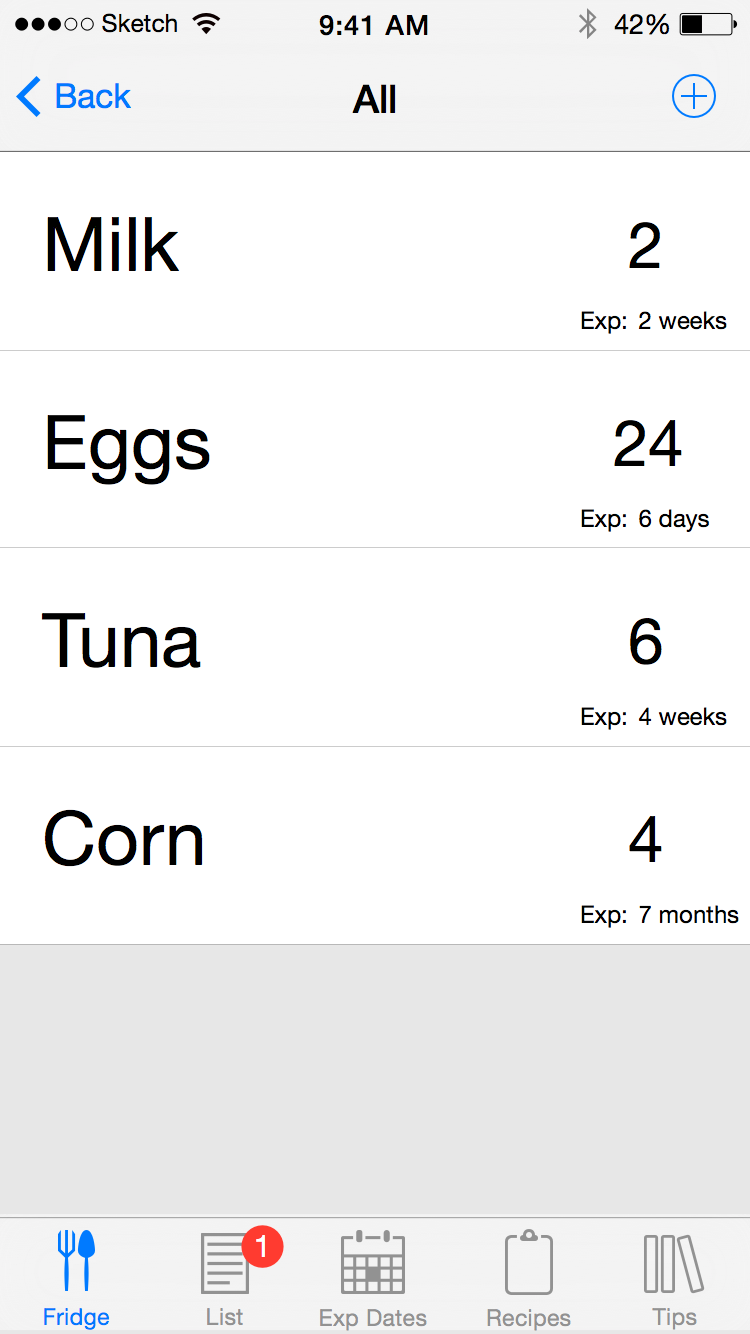 Sketch 9:41 AM 42%
Back All
Milk 2
Exp: 2 weeks
Eggs 24
Exp: 6 days
Tuna 6
Exp: 4 weeks
Corn 4
Exp: 7 months
1
Fridge List Exp Dates Recipes Tips